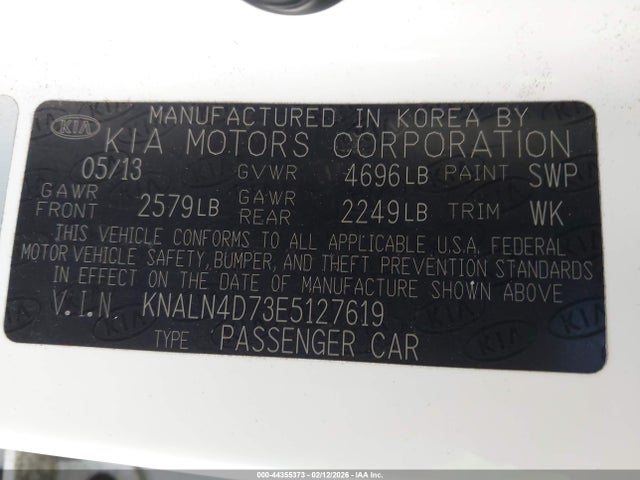 MANUFACTURED IN KOREA BY
KIA KIA MOTORS CORPORATION
05/13 GVWR 4696LB PAINT SWP
GAWR FRONT 2579LB GAWR REAR 2249LB TRIM WK
THIS VEHICLE CONFORMS TO ALL APPLICABLE U.S.A. FEDERAL
MOTOR VEHICLE SAFETY, BUMPER, AND THEFT PREVENTION STANDARDS
IN EFFECT ON THE DATE OF MANUFACTURE SHOWN ABOVE
V.I.N. KNALN4D73E5127619
TYPE PASSENGER CAR
000-44355373 - 02/12/2026 - IAA Inc.